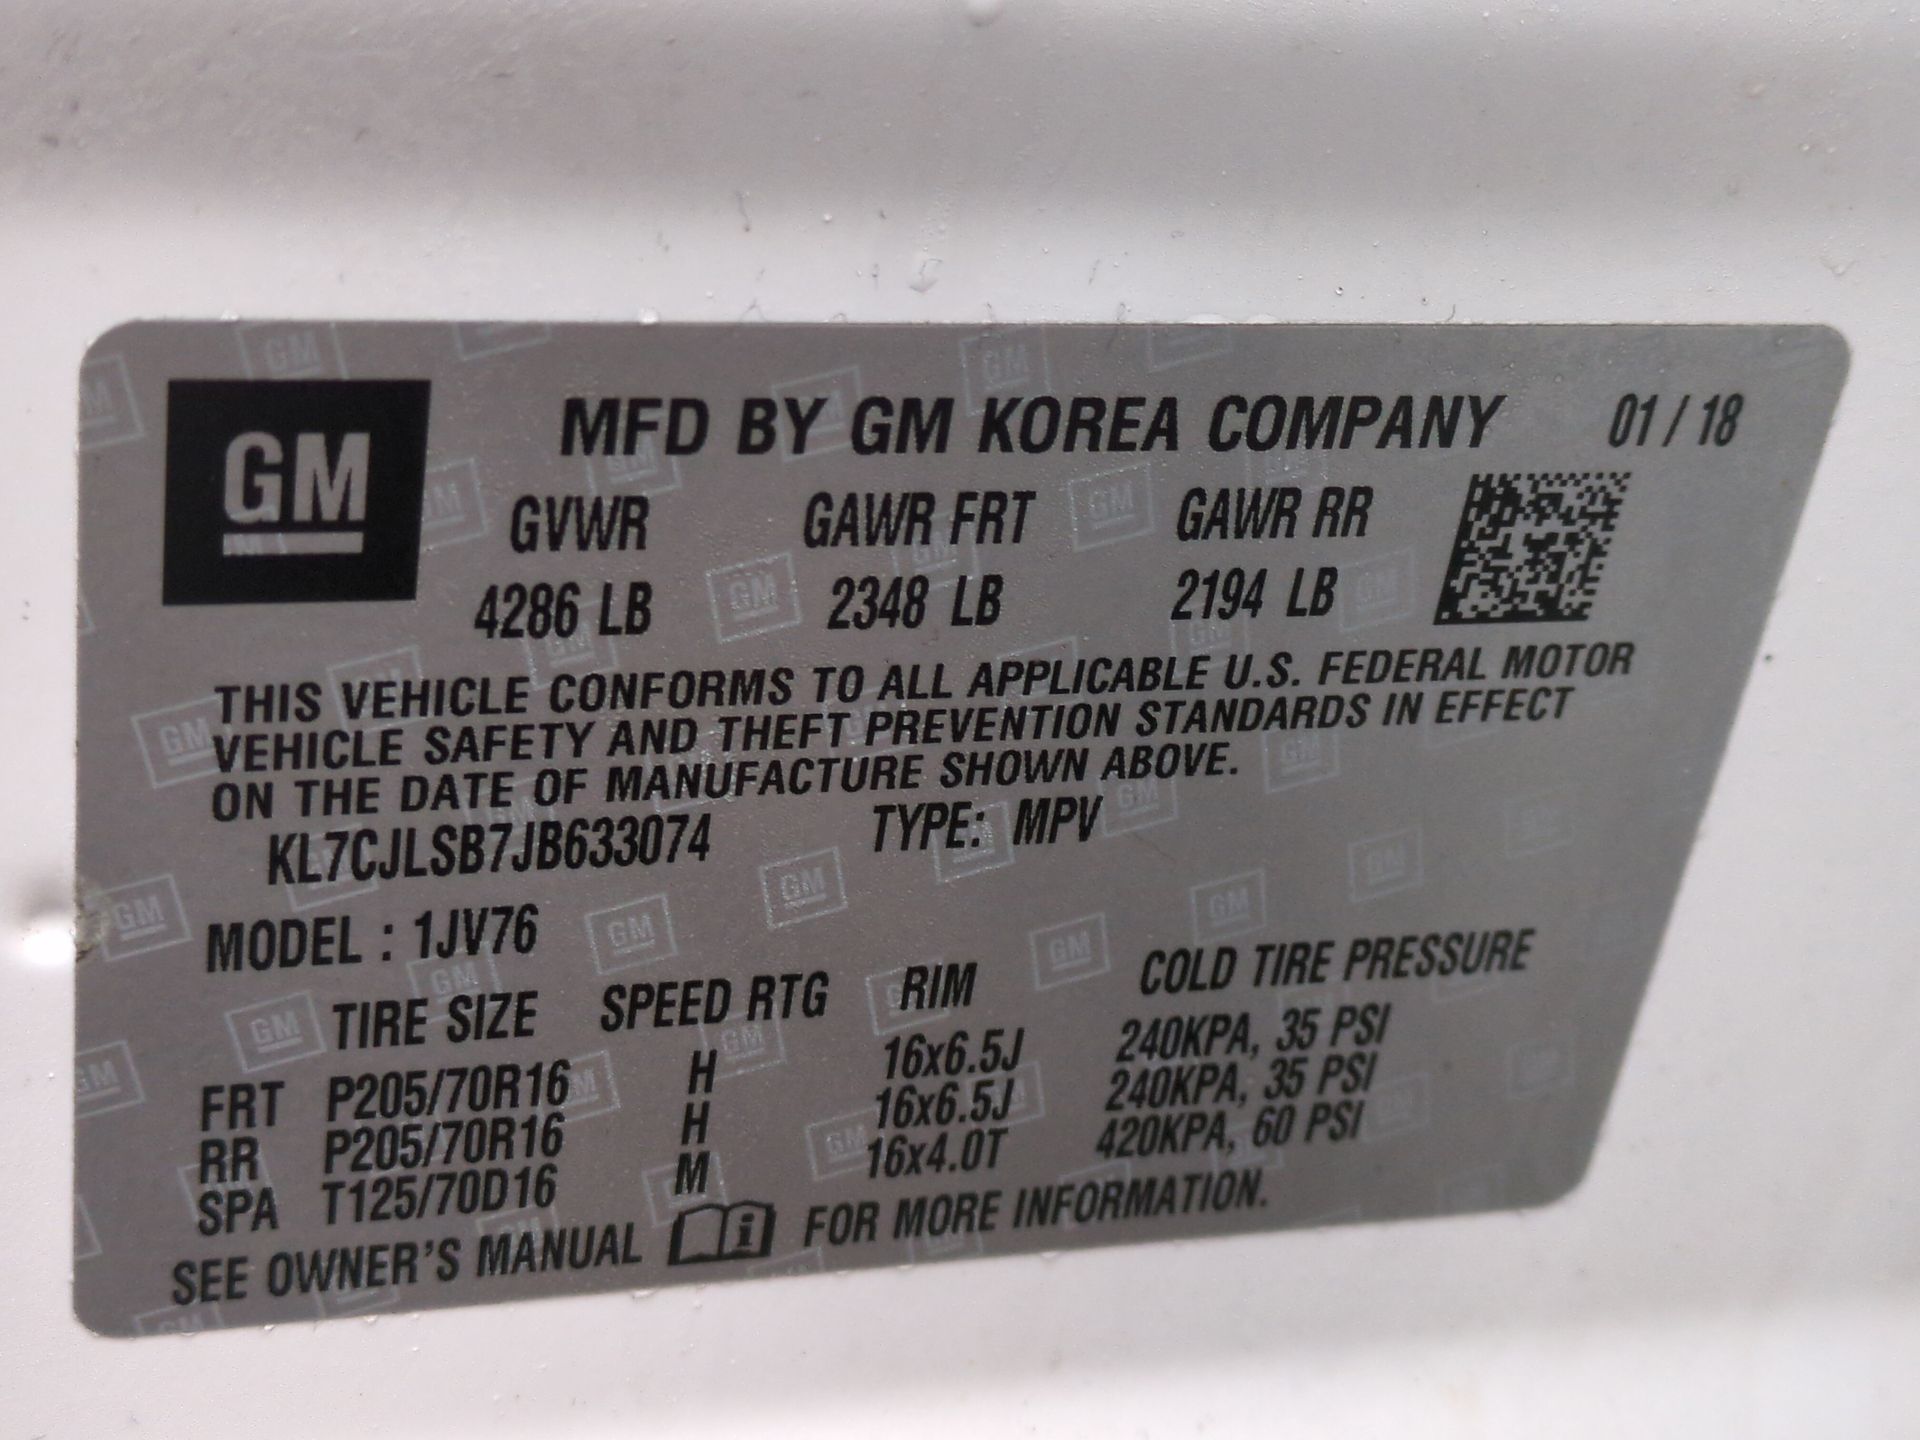 GM
MFD BY GM KOREA COMPANY 01 / 18
GVWR GAWR FRT GAWR RR
4286 LB 2348 LB 2194 LB
THIS VEHICLE CONFORMS TO ALL APPLICABLE U.S. FEDERAL MOTOR
VEHICLE SAFETY AND THEFT PREVENTION STANDARDS IN EFFECT
ON THE DATE OF MANUFACTURE SHOWN ABOVE.
KL7CJLSB7JB633074 TYPE: MPV
MODEL : 1JV76
TIRE SIZE SPEED RTG RIM COLD TIRE PRESSURE
FRT P205/70R16 H 16x6.5J 240KPA, 35 PSI
RR P205/70R16 H 16x6.5J 240KPA, 35 PSI
SPA T125/70D16 M 16x4.0T 420KPA, 60 PSI
SEE OWNER'S MANUAL i FOR MORE INFORMATION.